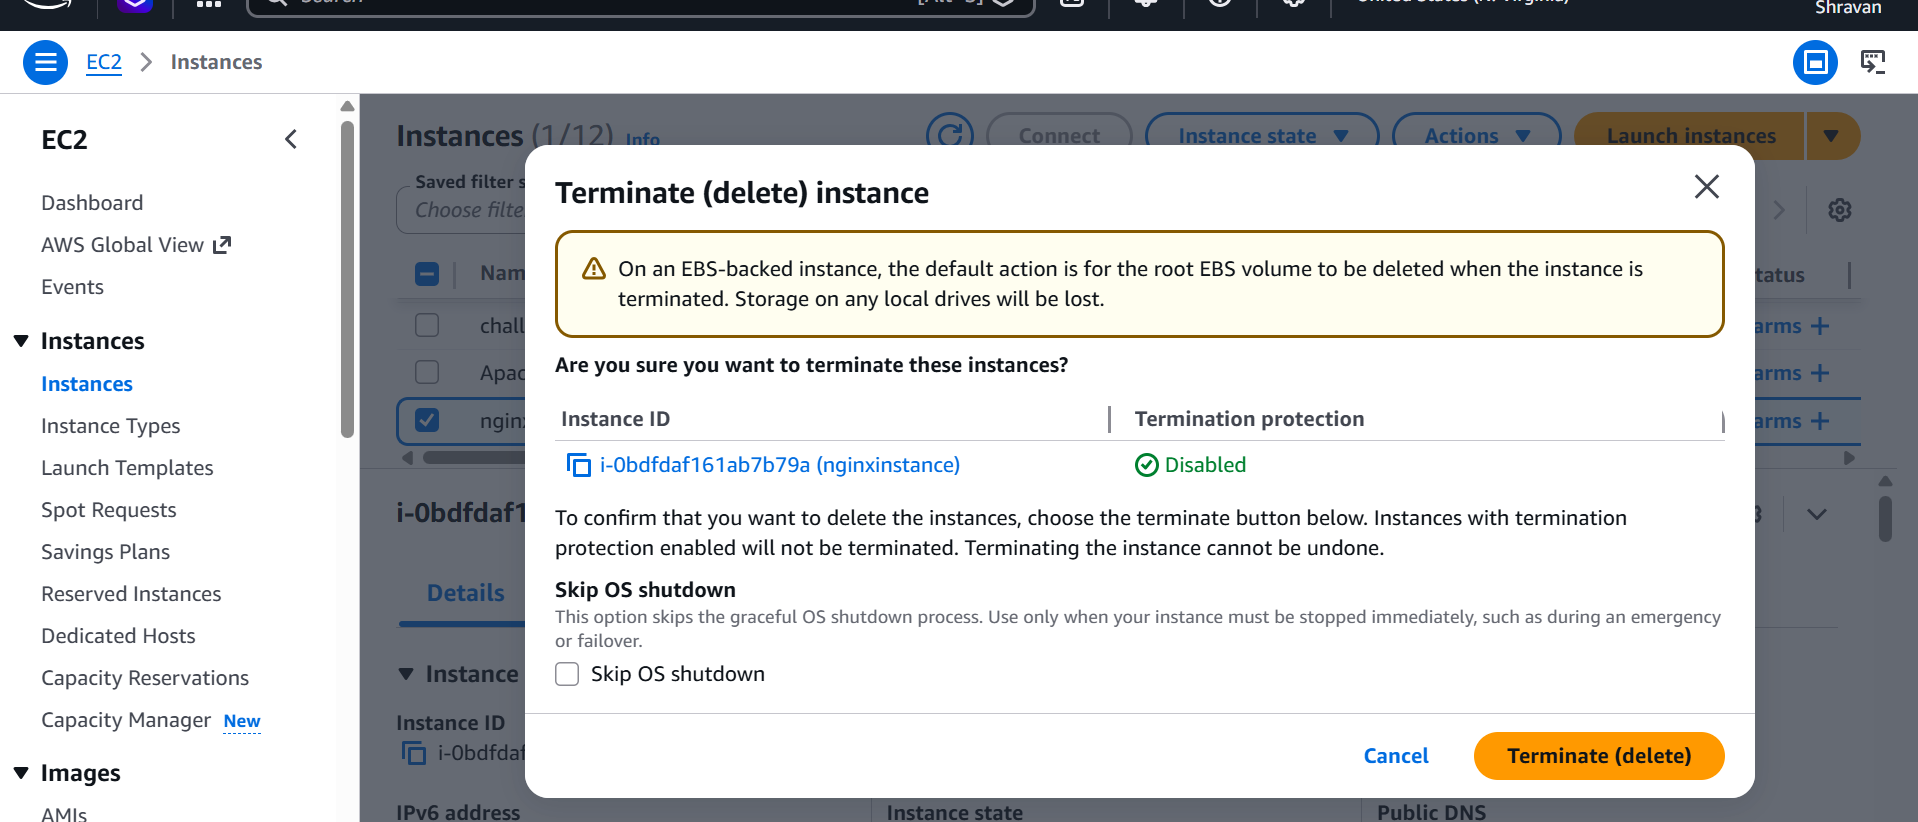 Shravan
EC2
Instances
EC2
Dashboard
AWS Global View
Events
Instances
Instances
Instance Types
Launch Templates
Spot Requests
Savings Plans
Reserved Instances
Dedicated Hosts
Capacity Reservations
Capacity Manager New
Images
AMIs
Instances (1/12) Info
Connect
Instance state
Actions
Launch instances
Saved filter s
Choose filte
Nam
tatus
chall
arms +
Apac
arms +
nginx
arms +
i-0bdfdaf1
Details
Instance
Instance ID
i-0bdfdaf
IPv6 address
Instance state
Public DNS
Terminate (delete) instance
On an EBS-backed instance, the default action is for the root EBS volume to be deleted when the instance is
terminated. Storage on any local drives will be lost.
Are you sure you want to terminate these instances?
Instance ID
Termination protection
i-0bdfdaf161ab7b79a (nginxinstance)
Disabled
To confirm that you want to delete the instances, choose the terminate button below. Instances with termination
protection enabled will not be terminated. Terminating the instance cannot be undone.
Skip OS shutdown
This option skips the graceful OS shutdown process. Use only when your instance must be stopped immediately, such as during an emergency
or failover.
Skip OS shutdown
Cancel
Terminate (delete)